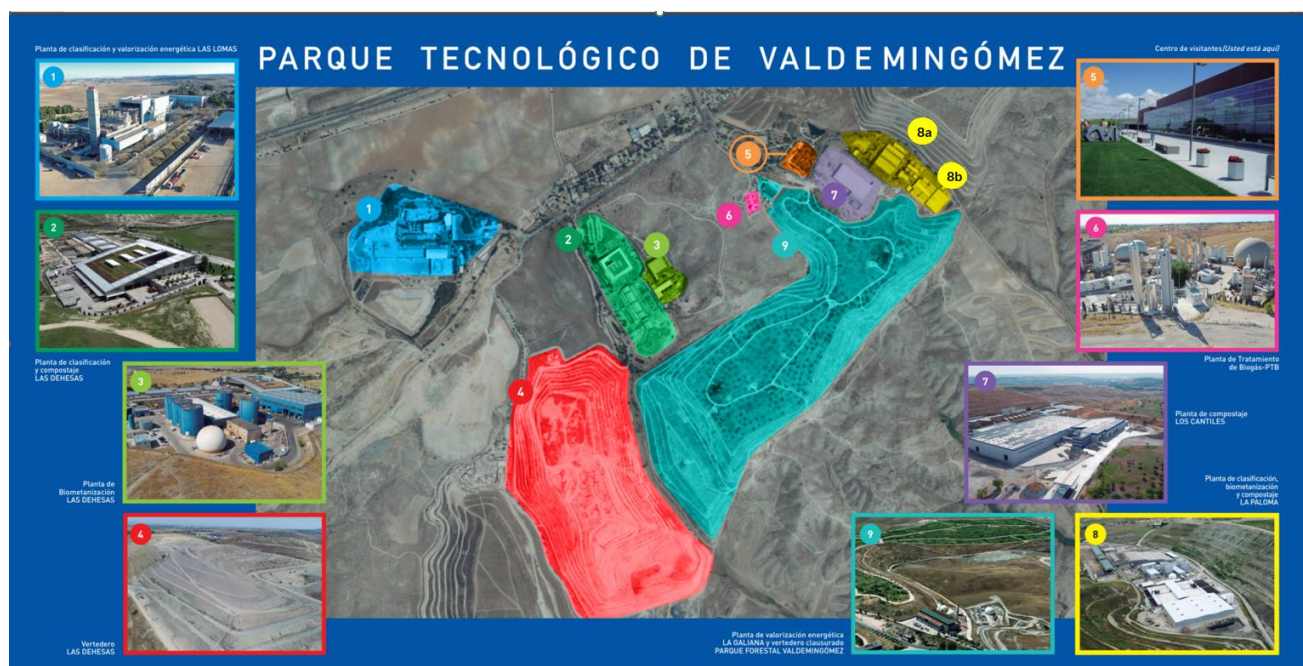 PARQUE TECNOLÓGICO DE VALDEMINGÓMEZ
Planta de clasificación y valorización energética LAS LOMAS
1
2
Planta de clasificación
y compostaje
LAS DEHESAS
3
Planta de
Biometanización
LAS DEHESAS
4
Vertedero
LAS DEHESAS
1
2
3
4
5
6
7
8a
8b
9
Centro de visitantes (Usted está aquí)
5
6
Planta de Tratamiento
de Biogás-PTB
7
Planta de compostaje
LOS CANTILES
Planta de clasificación,
biometanización
y compostaje
LA PALOMA
8
9
Planta de valorización energética
LA GALIANA y vertedero clausurado
PARQUE FORESTAL VALDEMINGÓMEZ